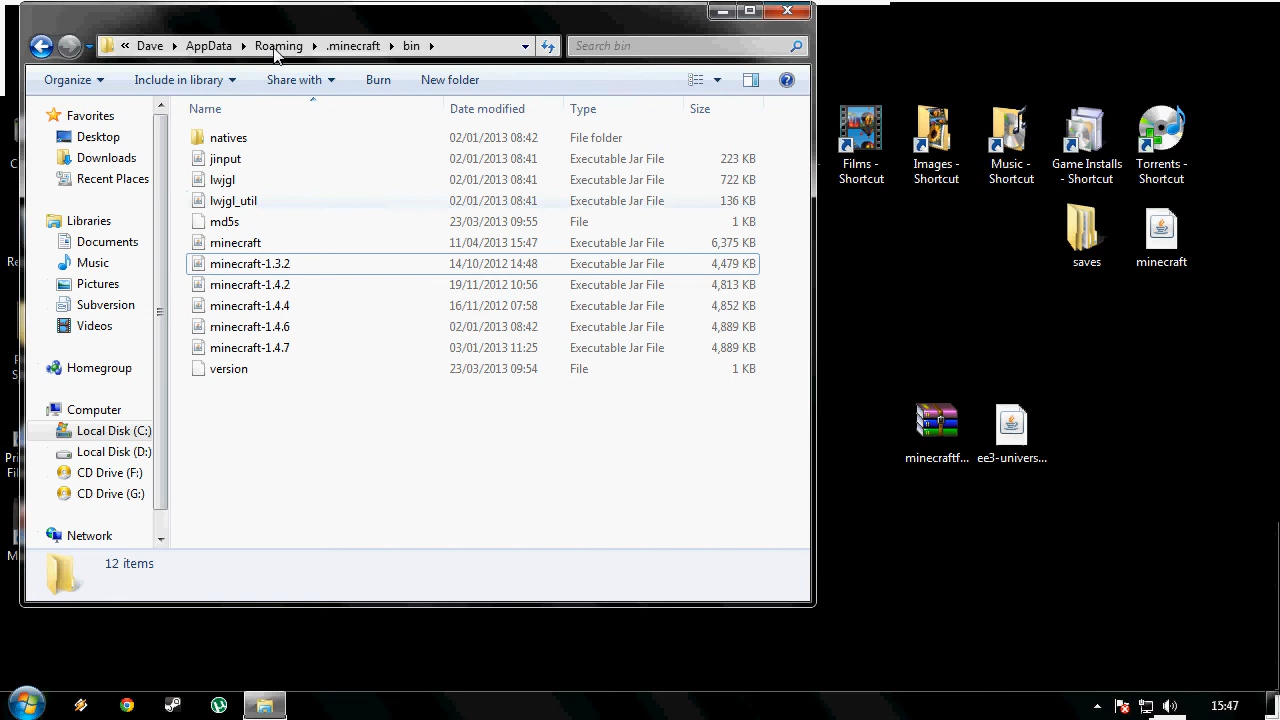 Dave AppData Roaming .minecraft bin
Search bin
Organize Include in library Share with Burn New folder
Favorites
Desktop
Downloads
Recent Places
Libraries
Documents
Music
Pictures
Subversion
Videos
Homegroup
Computer
Local Disk (C:)
Local Disk (D:)
CD Drive (F:)
CD Drive (G:)
Network
Name Date modified Type Size
natives 02/01/2013 08:42 File folder
jinput 02/01/2013 08:41 Executable Jar File 223 KB
lwjgl 02/01/2013 08:41 Executable Jar File 722 KB
lwjgl_util 02/01/2013 08:41 Executable Jar File 136 KB
md5s 23/03/2013 09:55 File 1 KB
minecraft 11/04/2013 15:47 Executable Jar File 6,375 KB
minecraft-1.3.2 14/10/2012 14:48 Executable Jar File 4,479 KB
minecraft-1.4.2 19/11/2012 10:56 Executable Jar File 4,813 KB
minecraft-1.4.4 16/11/2012 07:58 Executable Jar File 4,852 KB
minecraft-1.4.6 02/01/2013 08:42 Executable Jar File 4,889 KB
minecraft-1.4.7 03/01/2013 11:25 Executable Jar File 4,889 KB
version 23/03/2013 09:54 File 1 KB
12 items
Films -
Shortcut
Images -
Shortcut
Music -
Shortcut
Game Installs
- Shortcut
Torrents -
Shortcut
saves
minecraft
minecraftf...
ee3-univers...
15:47